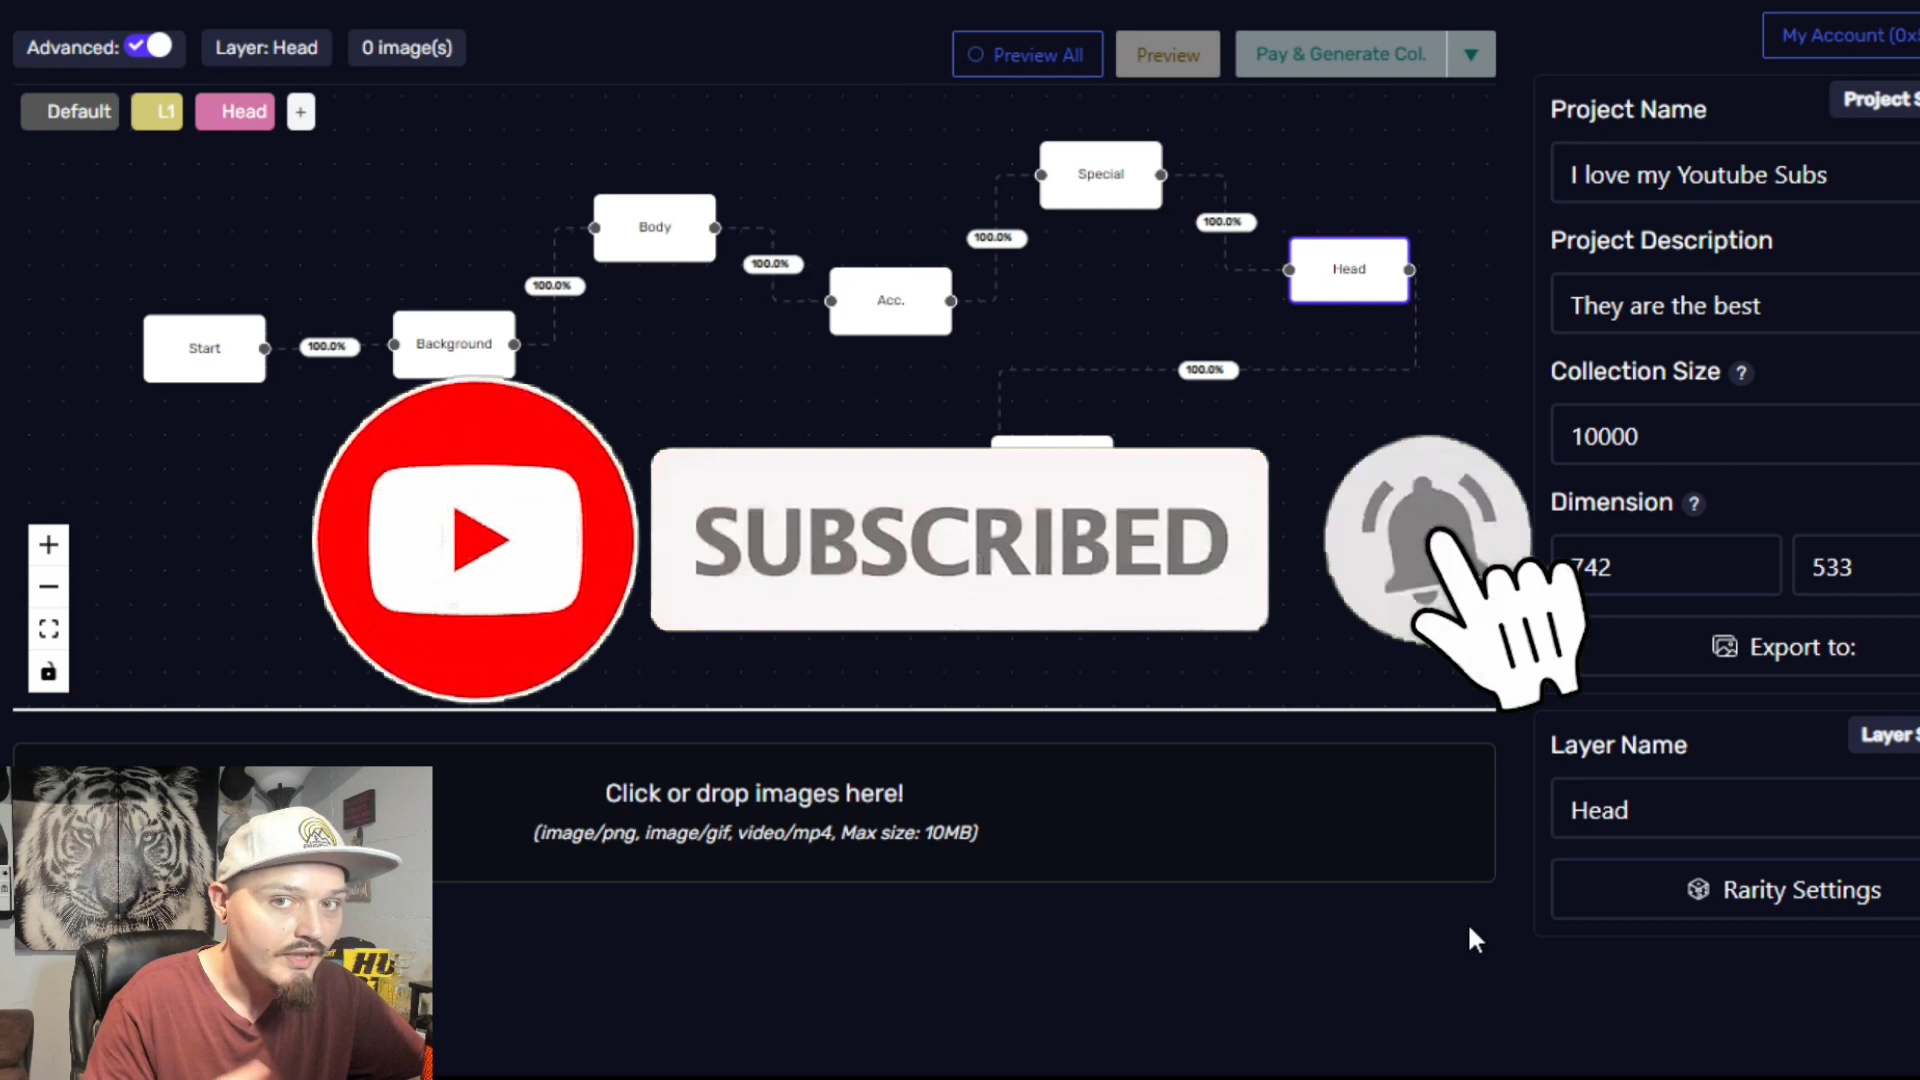 Advanced:
Layer: Head
0 image(s)
Preview All
Preview
Pay & Generate Col.
My Account (0x
Default
L1
Head
+
Project Name
Project
I love my Youtube Subs
Project Description
They are the best
Collection Size ?
10000
Dimension ?
742
533
Export to:
Layer Name
Layer
Head
Rarity Settings
Special
100.0%
Body
100.0%
100.0%
Head
100.0%
Acc.
Start
100.0%
Background
100.0%
SUBSCRIBED
Click or drop images here!
(image/png, image/gif, video/mp4, Max size: 10MB)
HU